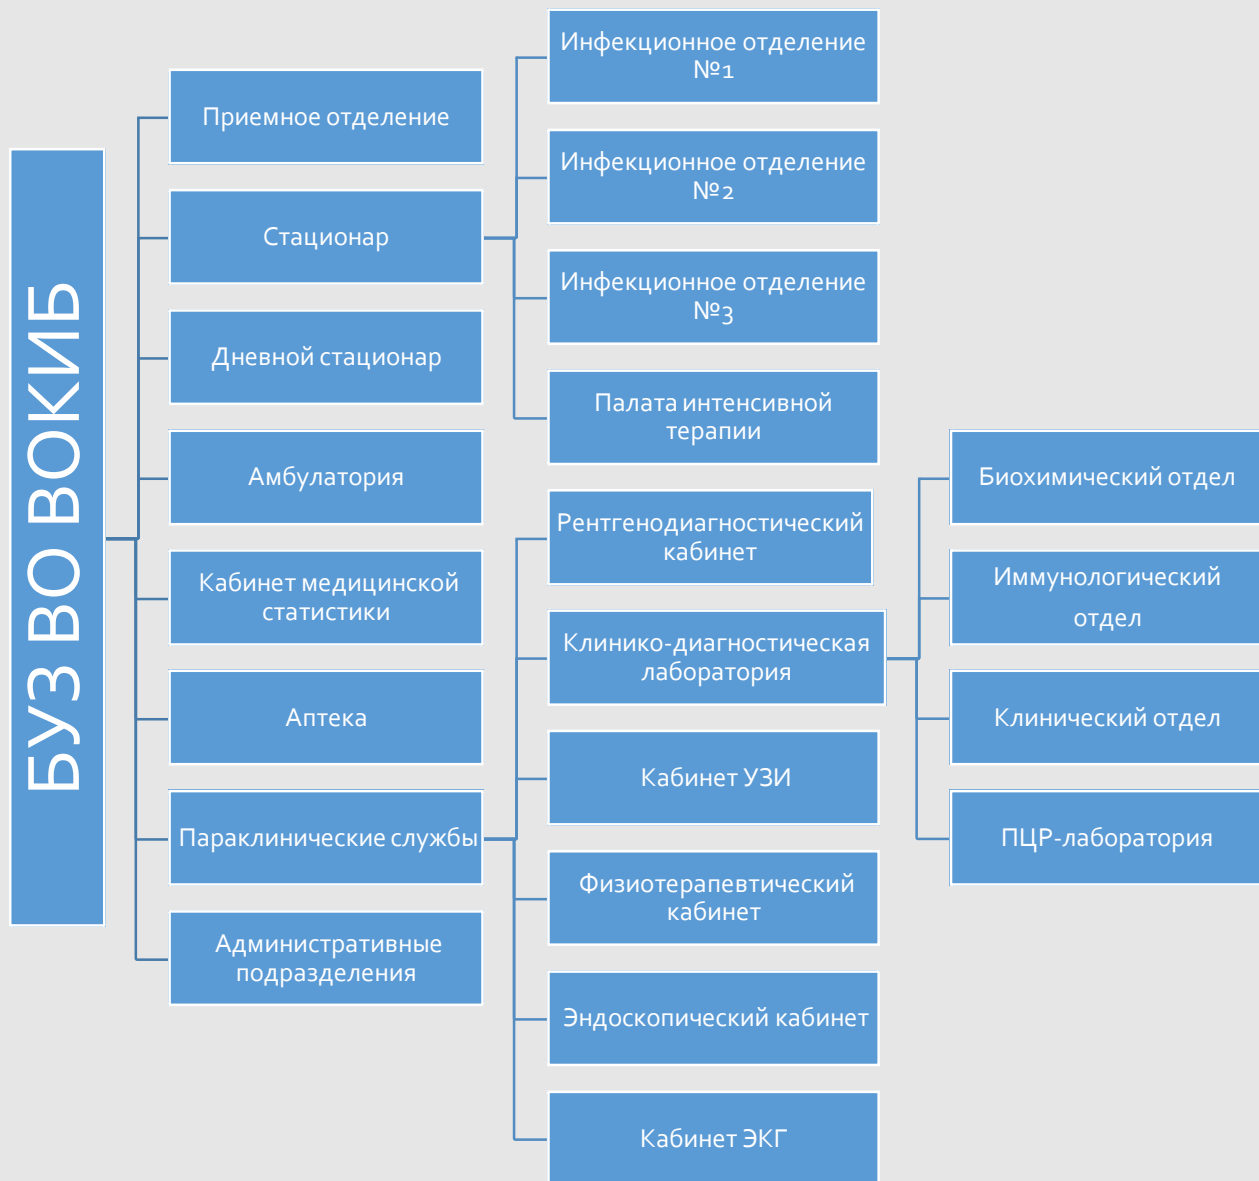 БУЗ ВО ВОКИБ
Приемное отделение
Стационар
Дневной стационар
Амбулатория
Кабинет медицинской
статистики
Аптека
Параклинические службы
Административные
подразделения
Инфекционное отделение
№1
Инфекционное отделение
№2
Инфекционное отделение
№3
Палата интенсивной
терапии
Рентгенодиагностический
кабинет
Клинико-диагностическая
лаборатория
Кабинет УЗИ
Физиотерапевтический
кабинет
Эндоскопический кабинет
Кабинет ЭКГ
Биохимический отдел
Иммунологический
отдел
Клинический отдел
ПЦР-лаборатория